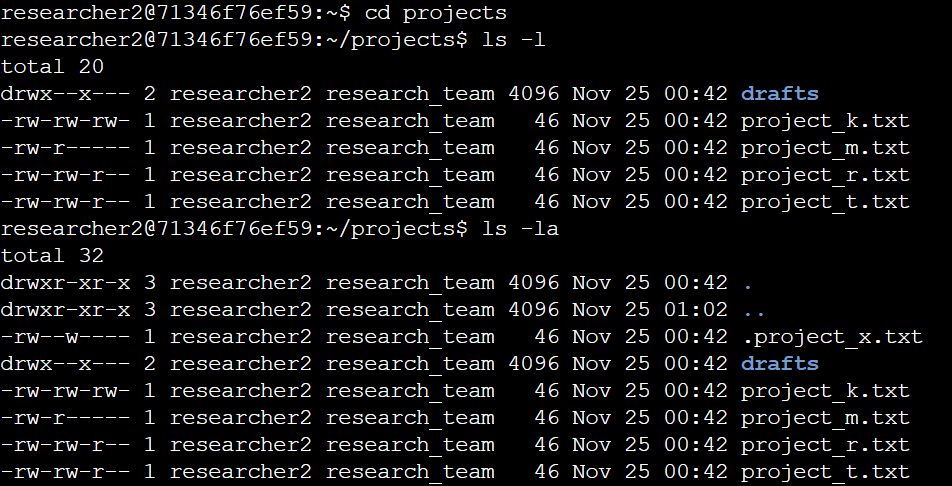 researcher2@71346f76ef59:~$ cd projects
researcher2@71346f76ef59:~/projects$ ls -l
total 20
drwx--x--- 2 researcher2 research_team 4096 Nov 25 00:42 drafts
-rw-rw-rw- 1 researcher2 research_team   46 Nov 25 00:42 project_k.txt
-rw-r----- 1 researcher2 research_team   46 Nov 25 00:42 project_m.txt
-rw-rw-r-- 1 researcher2 research_team   46 Nov 25 00:42 project_r.txt
-rw-rw-r-- 1 researcher2 research_team   46 Nov 25 00:42 project_t.txt
researcher2@71346f76ef59:~/projects$ ls -la
total 32
drwxr-xr-x 3 researcher2 research_team 4096 Nov 25 00:42 .
drwxr-xr-x 3 researcher2 research_team 4096 Nov 25 01:02 ..
-rw--w---- 1 researcher2 research_team   46 Nov 25 00:42 .project_x.txt
drwx--x--- 2 researcher2 research_team 4096 Nov 25 00:42 drafts
-rw-rw-rw- 1 researcher2 research_team   46 Nov 25 00:42 project_k.txt
-rw-r----- 1 researcher2 research_team   46 Nov 25 00:42 project_m.txt
-rw-rw-r-- 1 researcher2 research_team   46 Nov 25 00:42 project_r.txt
-rw-rw-r-- 1 researcher2 research_team   46 Nov 25 00:42 project_t.txt